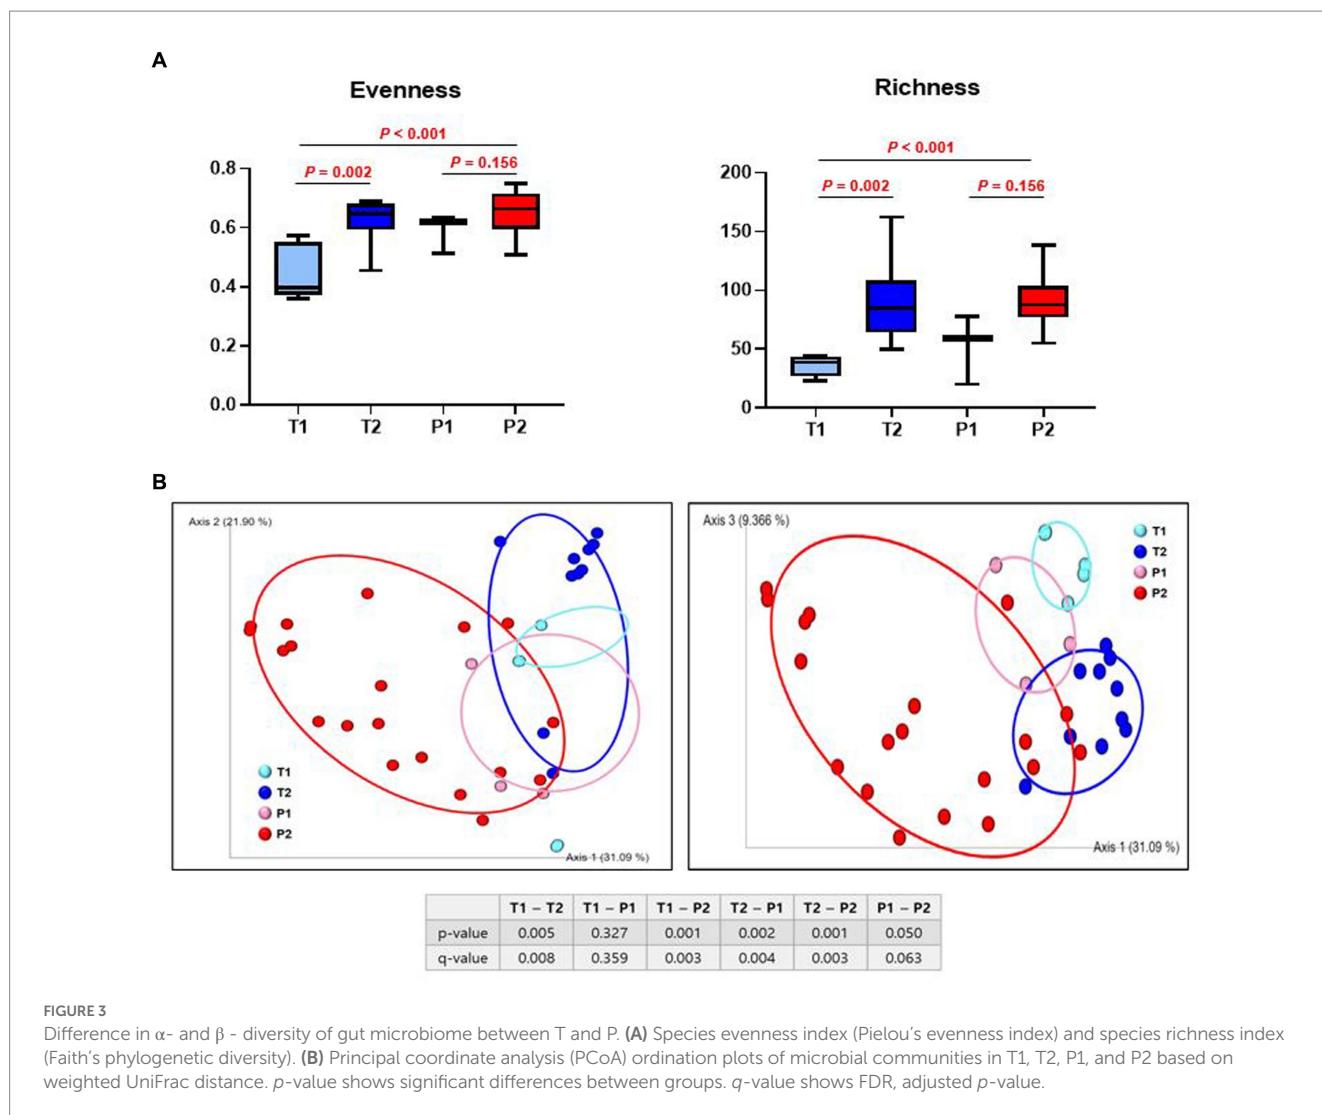 A
Evenness
P < 0.001
P = 0.002
P = 0.156
0.8
0.6
0.4
0.2
0.0
T1 T2 P1 P2
Richness
P < 0.001
P = 0.002
P = 0.156
200
150
100
50
0
T1 T2 P1 P2
B
Axis 2 (21.90 %)
T1
T2
P1
P2
Axis 1 (31.09 %)
Axis 3 (9.366 %)
T1
T2
P1
P2
Axis 1 (31.09 %)
T1 – T2 T1 – P1 T1 – P2 T2 – P1 T2 – P2 P1 – P2
p-value 0.005 0.327 0.001 0.002 0.001 0.050
q-value 0.008 0.359 0.003 0.004 0.003 0.063
FIGURE 3
Difference in α- and β - diversity of gut microbiome between T and P. (A) Species evenness index (Pielou’s evenness index) and species richness index
(Faith’s phylogenetic diversity). (B) Principal coordinate analysis (PCoA) ordination plots of microbial communities in T1, T2, P1, and P2 based on
weighted UniFrac distance. p-value shows significant differences between groups. q-value shows FDR, adjusted p-value.